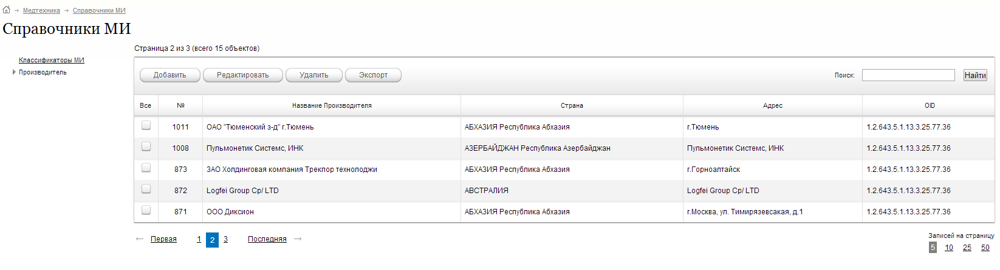 Медтехника Справочники МИ
Справочники МИ
Страница 2 из 3 (всего 15 объектов)
Классификаторы МИ
Производитель
Добавить Редактировать Удалить Экспорт Поиск: Найти
Все № Название Производителя Страна Адрес OID
1011 ОАО "Тюменский з-д" г.Тюмень АБХАЗИЯ Республика Абхазия г.Тюмень 1.2.643.5.1.13.3.25.77.36
1008 Пульмонетик Системс, ИНК АЗЕРБАЙДЖАН Республика Азербайджан Пульмонетик Системс, ИНК 1.2.643.5.1.13.3.25.77.36
873 ЗАО Холдинговая компания Трекпор технолоджи АБХАЗИЯ Республика Абхазия г.Горноалтайск 1.2.643.5.1.13.3.25.77.36
872 Logfei Group Cp/ LTD АВСТРАЛИЯ Logfei Group Cp/ LTD 1.2.643.5.1.13.3.25.77.36
871 ООО Диксион АБХАЗИЯ Республика Абхазия г.Москва, ул. Тимирязевсакая, д.1 1.2.643.5.1.13.3.25.77.36
← Первая 1 2 3 Последняя →
Записей на страницу
5 10 25 50